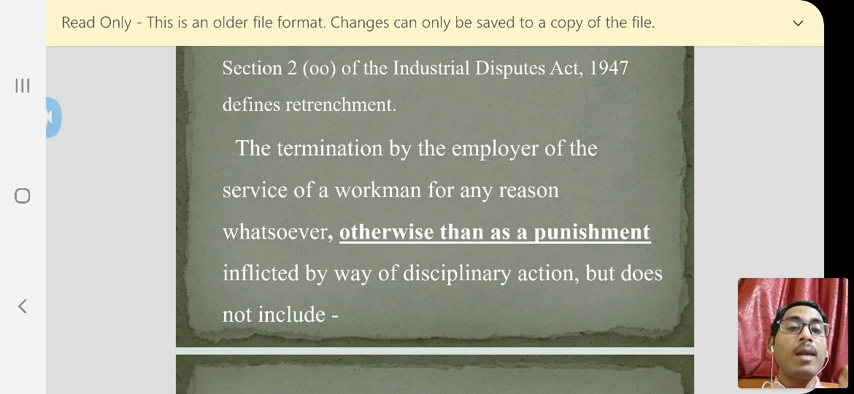 Read Only - This is an older file format. Changes can only be saved to a copy of the file.
Section 2 (oo) of the Industrial Disputes Act, 1947
defines retrenchment.
The termination by the employer of the
service of a workman for any reason
whatsoever, otherwise than as a punishment
inflicted by way of disciplinary action, but does
not include -